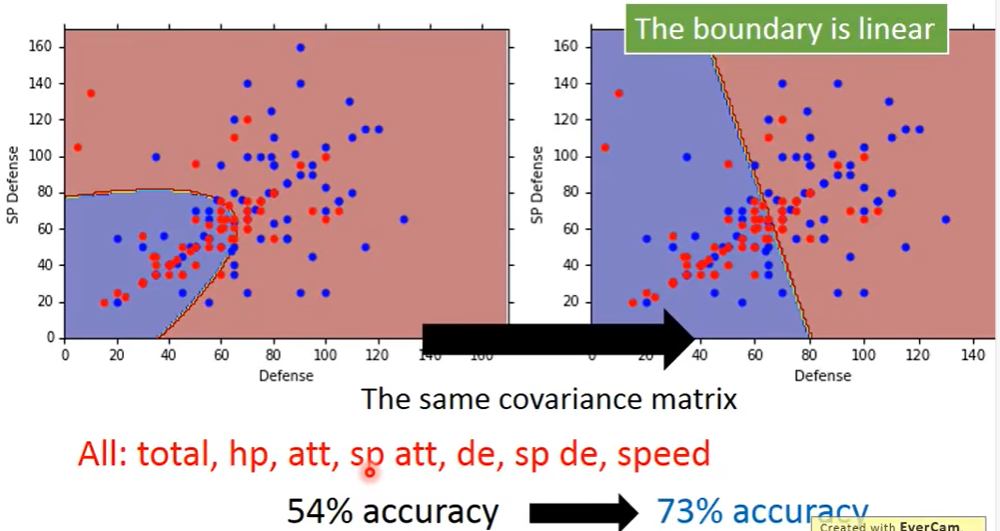 The boundary is linear
160
140
120
100
80
60
40
20
0
SP Defense
0 20 40 60 80 100 120 140 160
Defense
160
140
120
100
80
60
40
20
SP Defense
0 20 40 60 80 100 120 140
Defense
The same covariance matrix
All: total, hp, att, sp att, de, sp de, speed
54% accuracy 73% accuracy
Created with EverCam